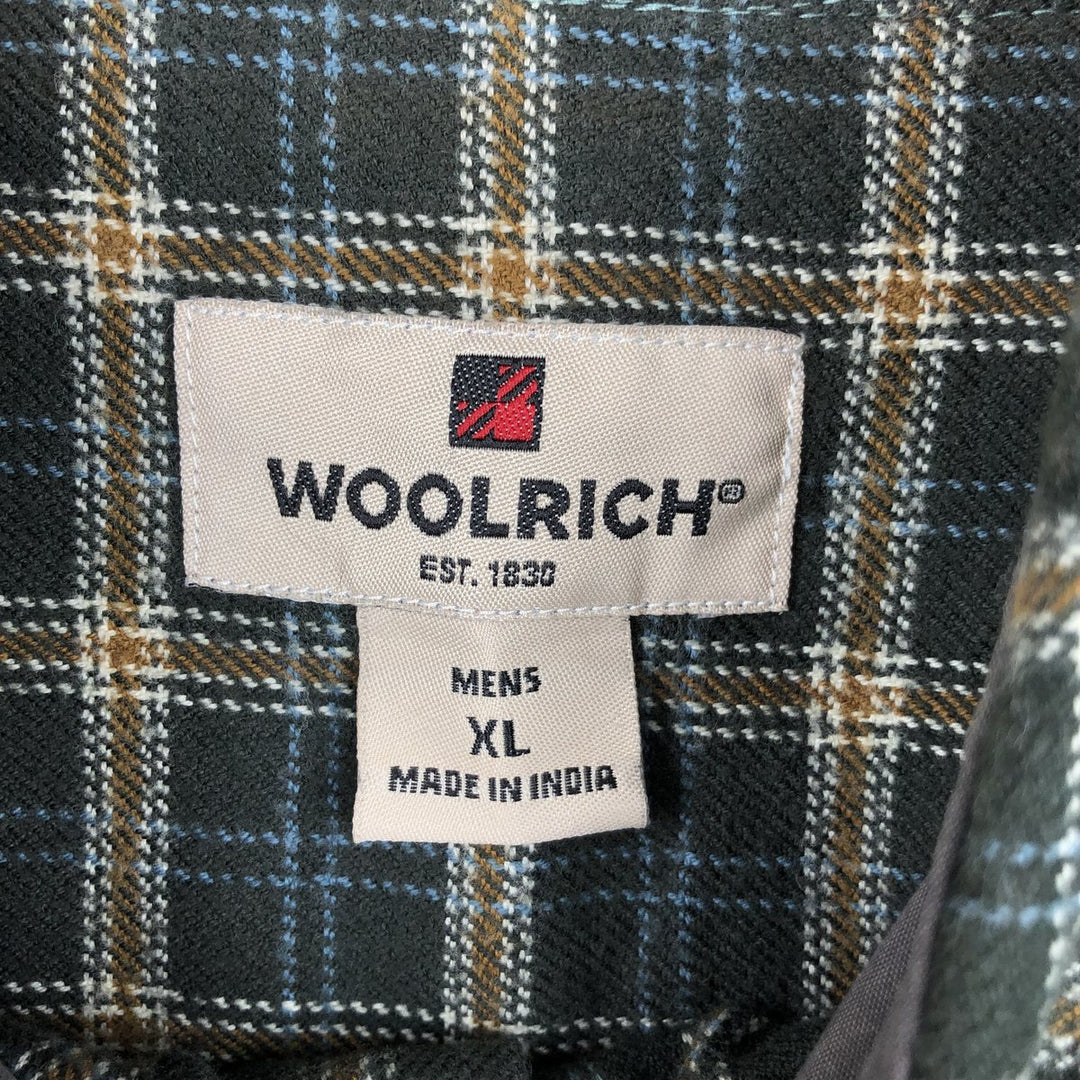 WOOLRICH®
EST. 1830
MENS
XL
MADE IN INDIA